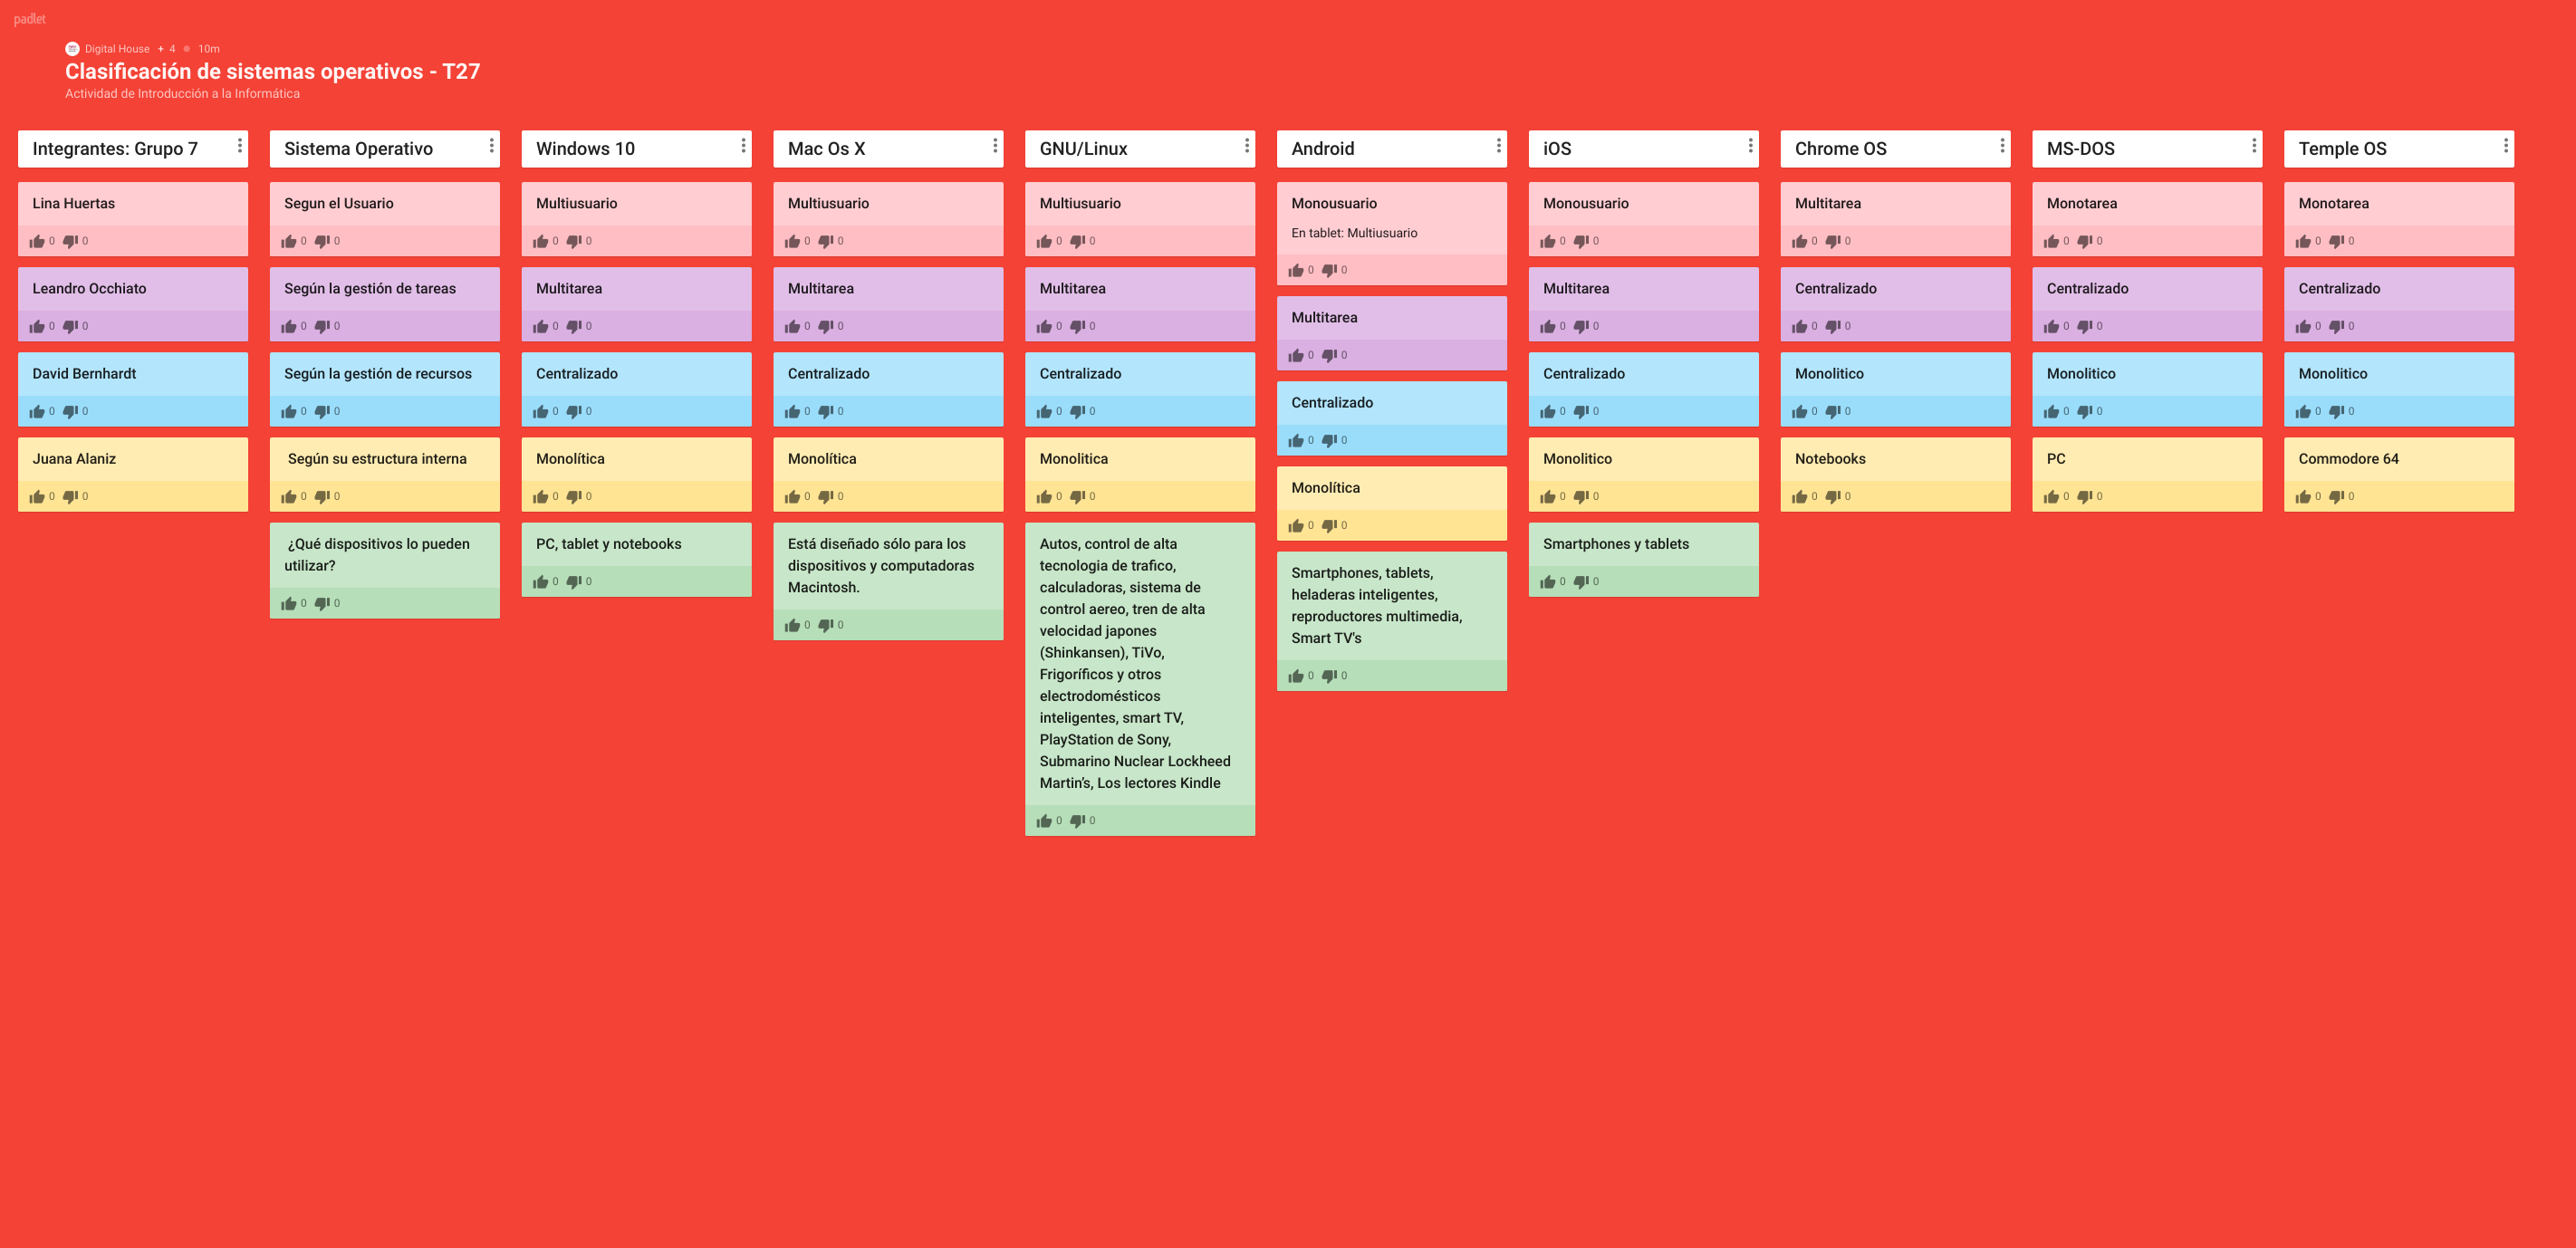 padlet
Digital House + 4 • 10m
Clasificación de sistemas operativos - T27
Actividad de Introducción a la Informática
Integrantes: Grupo 7
Lina Huertas
0 0
Leandro Occhiato
0 0
David Bernhardt
0 0
Juana Alaniz
0 0
Sistema Operativo
Segun el Usuario
0 0
Según la gestión de tareas
0 0
Según la gestión de recursos
0 0
Según su estructura interna
0 0
¿Qué dispositivos lo pueden
utilizar?
0 0
Windows 10
Multiusuario
0 0
Multitarea
0 0
Centralizado
0 0
Monolítica
0 0
PC, tablet y notebooks
0 0
Mac Os X
Multiusuario
0 0
Multitarea
0 0
Centralizado
0 0
Monolítica
0 0
Está diseñado sólo para los
dispositivos y computadoras
Macintosh.
0 0
GNU/Linux
Multiusuario
0 0
Multitarea
0 0
Centralizado
0 0
Monolitica
0 0
Autos, control de alta
tecnologia de trafico,
calculadoras, sistema de
control aereo, tren de alta
velocidad japones
(Shinkansen), TiVo,
Frigoríficos y otros
electrodomésticos
inteligentes, smart TV,
PlayStation de Sony,
Submarino Nuclear Lockheed
Martin's, Los lectores Kindle
0 0
Android
Monousuario
En tablet: Multiusuario
0 0
Multitarea
0 0
Centralizado
0 0
Monolítica
0 0
Smartphones, tablets,
heladeras inteligentes,
reproductores multimedia,
Smart TV's
0 0
iOS
Monousuario
0 0
Multitarea
0 0
Centralizado
0 0
Monolitico
0 0
Smartphones y tablets
0 0
Chrome OS
Multitarea
0 0
Centralizado
0 0
Monolitico
0 0
Notebooks
0 0
MS-DOS
Monotarea
0 0
Centralizado
0 0
Monolitico
0 0
PC
0 0
Temple OS
Monotarea
0 0
Centralizado
0 0
Monolitico
0 0
Commodore 64
0 0